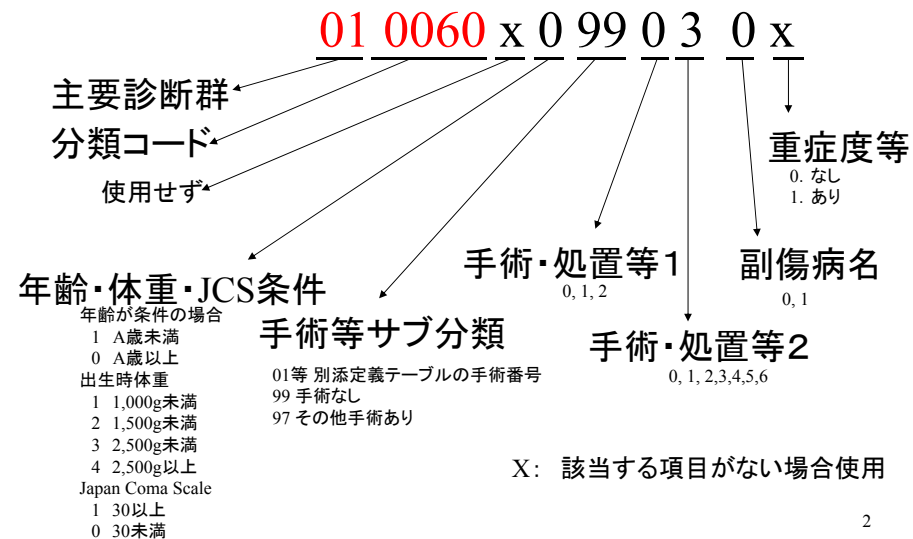 01 0060 x 0 99 0 3 0 x
主要診断群
分類コード
使用せず
重症度等
0. なし
1. あり
年齢・体重・JCS条件
年齢が条件の場合
1 A歳未満
0 A歳以上
出生時体重
1 1,000g未満
2 1,500g未満
3 2,500g未満
4 2,500g以上
Japan Coma Scale
1 30以上
0 30未満
手術等サブ分類
01等 別添定義テーブルの手術番号
99 手術なし
97 その他手術あり
手術・処置等1
0, 1, 2
手術・処置等2
0, 1, 2,3,4,5,6
副傷病名
0, 1
X: 該当する項目がない場合使用
2